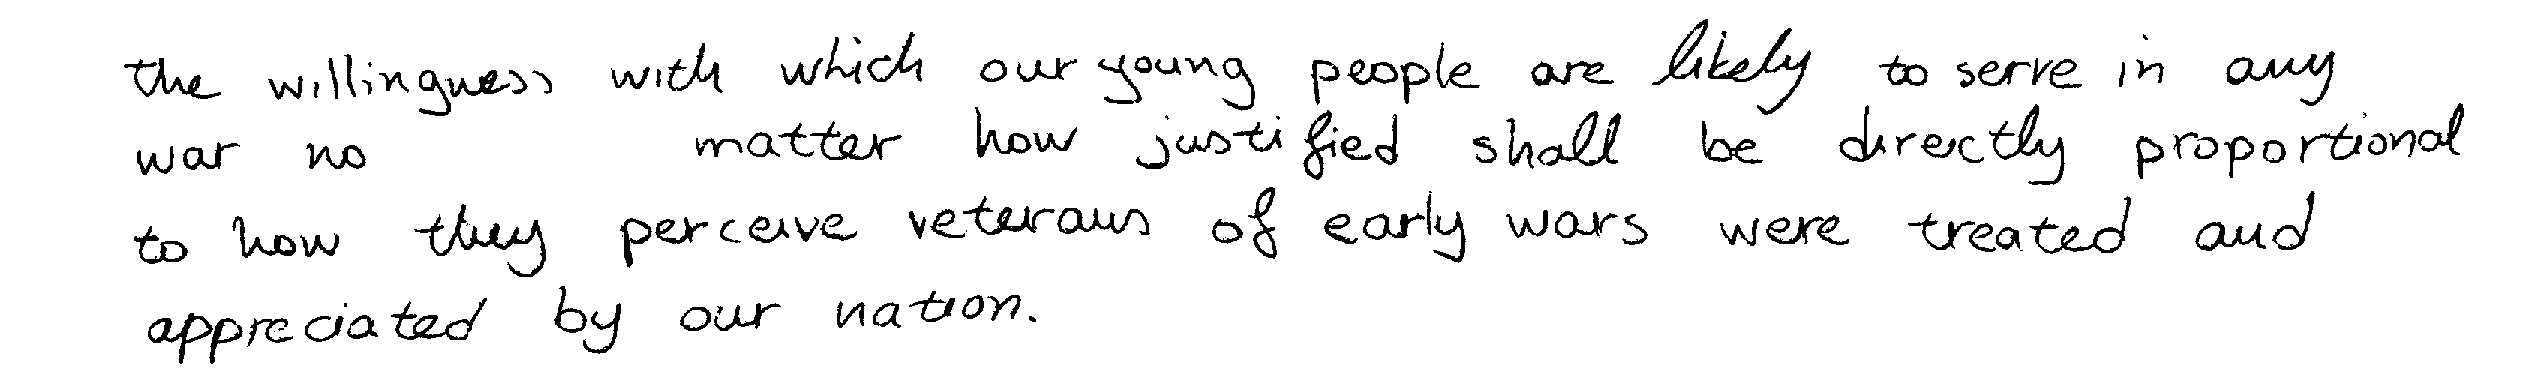 the willingness with which our young people are likely to serve in any
war no matter how justified shall be directly proportional
to how they perceive veterans of early wars were treated and
appreciated by our nation.